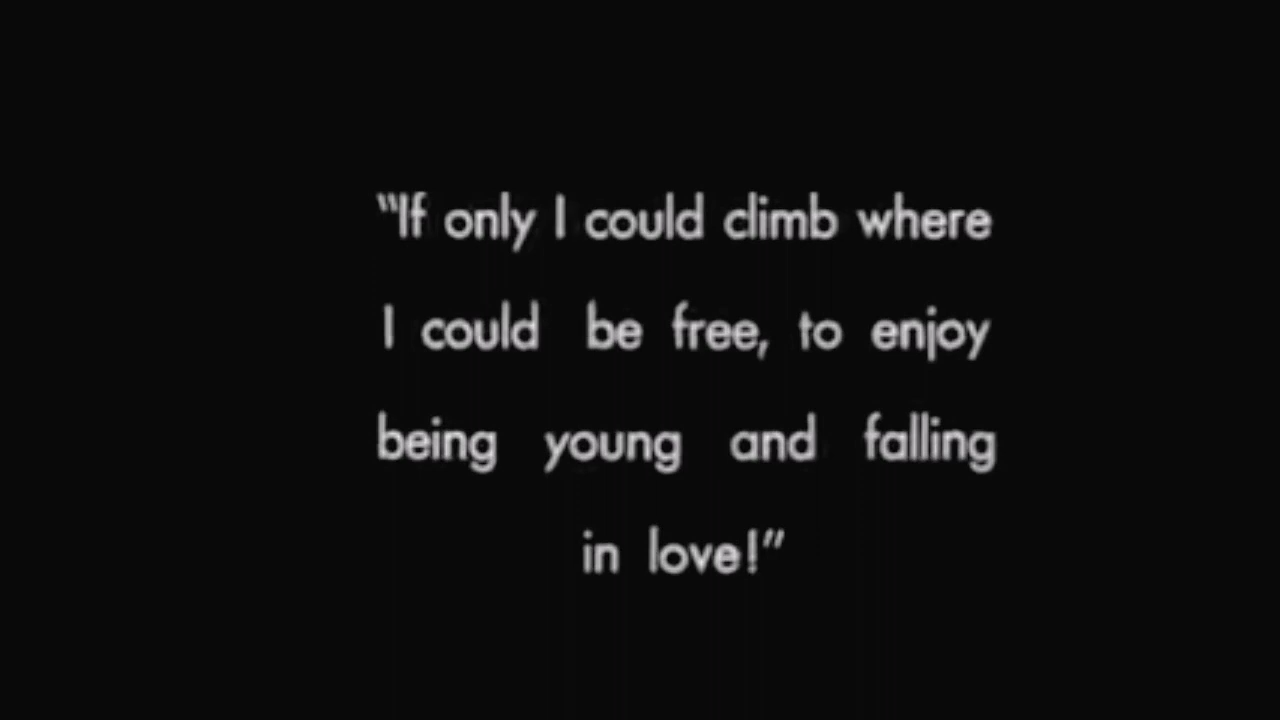 “If only I could climb where
I could be free, to enjoy
being young and falling
in love!”